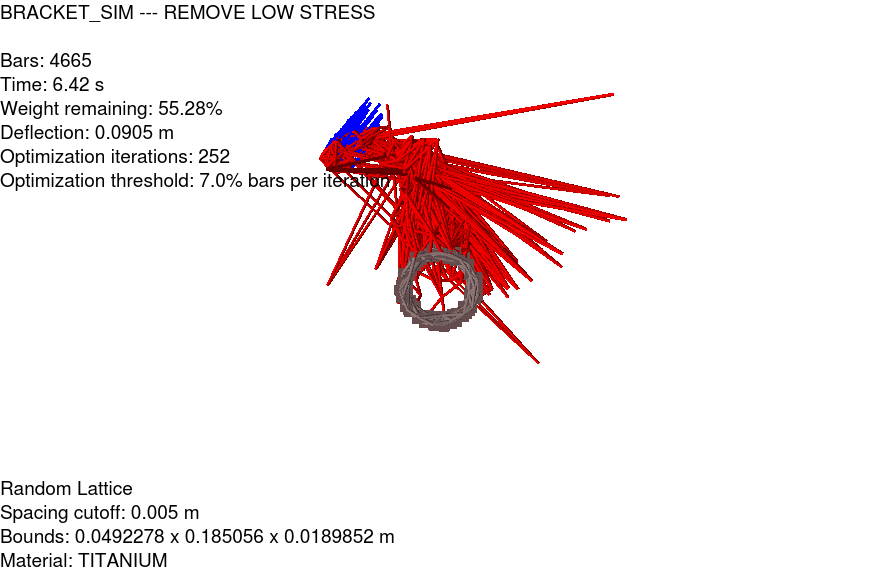 BRACKET_SIM --- REMOVE LOW STRESS
Bars: 4665
Time: 6.42 s
Weight remaining: 55.28%
Deflection: 0.0905 m
Optimization iterations: 252
Optimization threshold: 7.0% bars per iteration
Random Lattice
Spacing cutoff: 0.005 m
Bounds: 0.0492278 x 0.185056 x 0.0189852 m
Material: TITANIUM